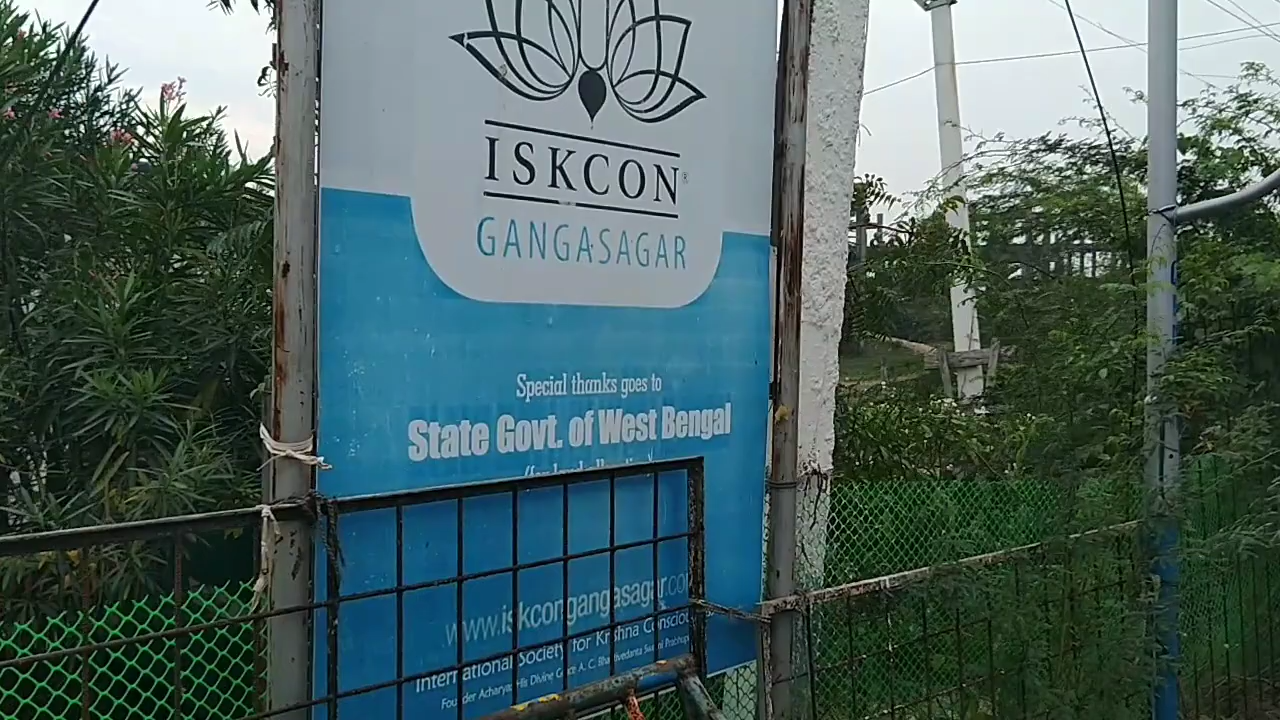 ISKCON®
GANGASAGAR
Special thanks goes to
State Govt. of West Bengal
www.iskcongangasagar.co
International Society for Krishna Consciou
Founder Acharya: His Divine Grace A. C. Bhaktivedanta Swami Prabhup